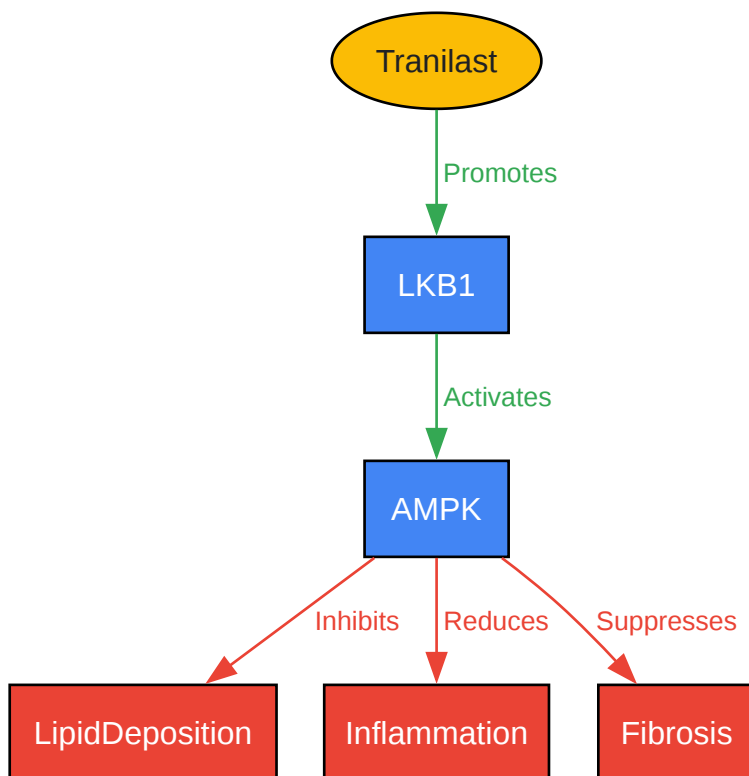 Tranilast
Promotes
LKB1
Activates
AMPK
Inhibits
Reduces
Suppresses
LipidDeposition
Inflammation
Fibrosis